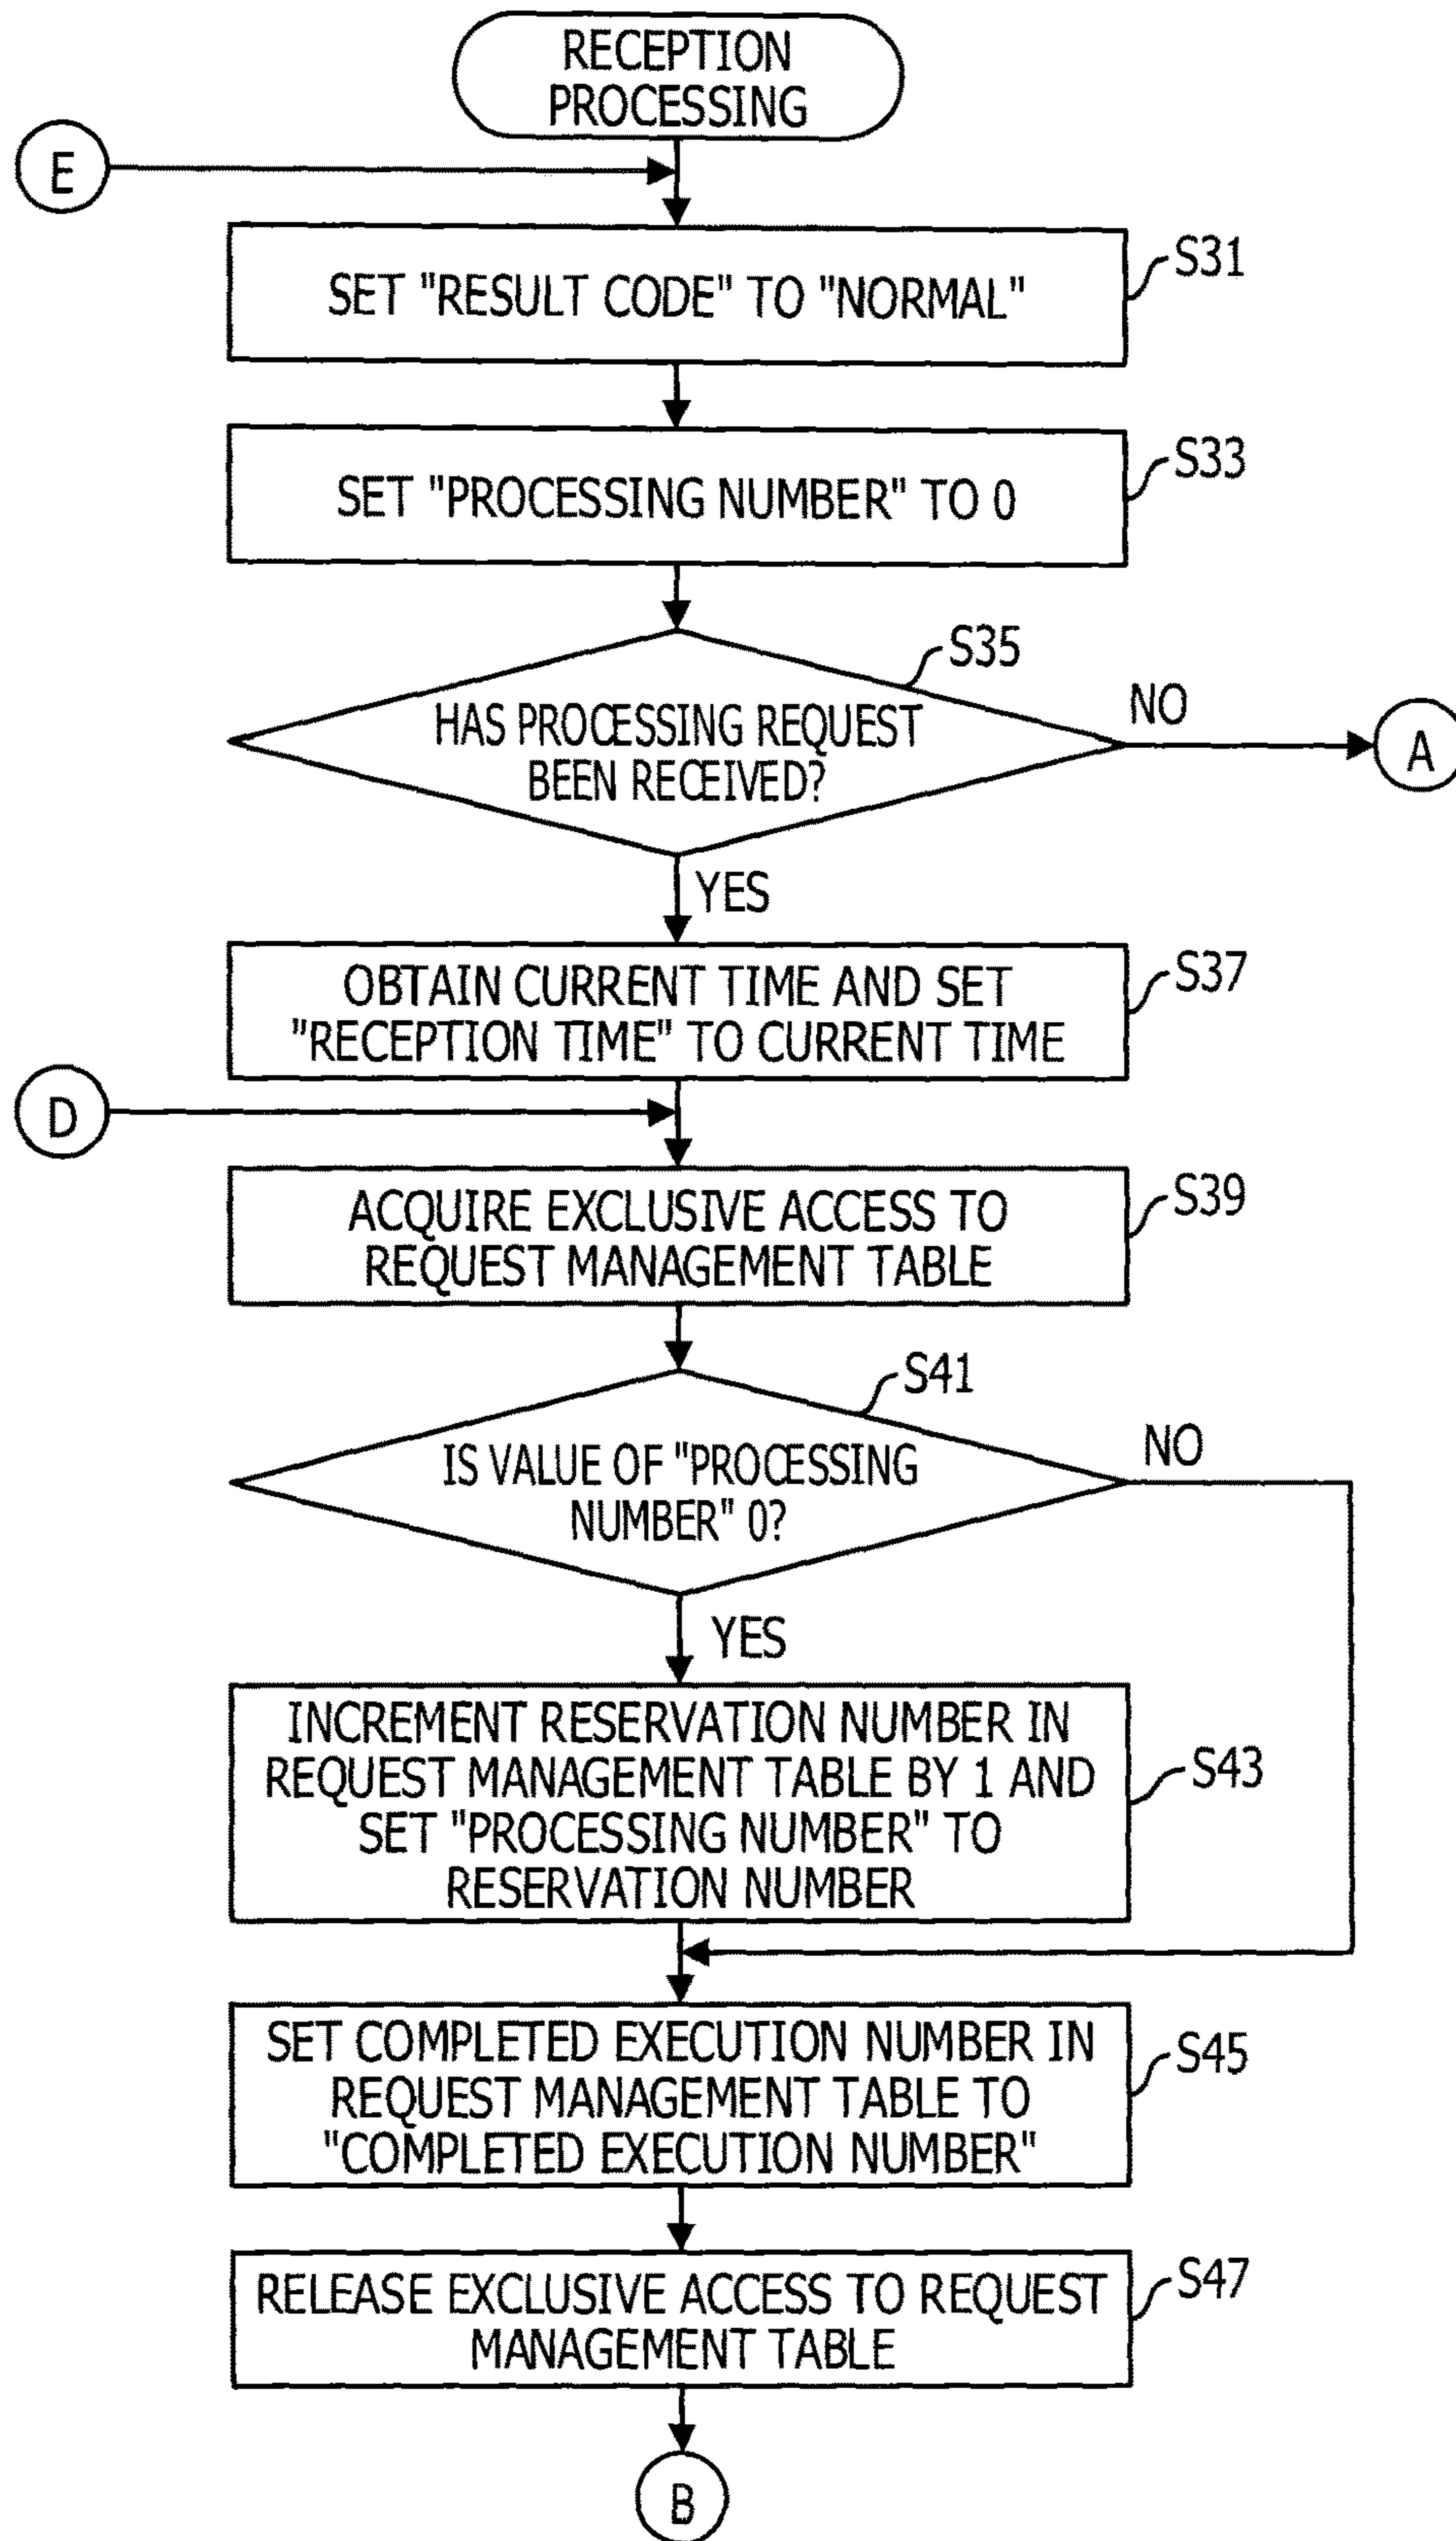 RECEPTION
PROCESSING
E
S31
SET "RESULT CODE" TO "NORMAL"
S33
SET "PROCESSING NUMBER" TO 0
S35
HAS PROCESSING REQUEST
BEEN RECEIVED?
NO
A
YES
S37
OBTAIN CURRENT TIME AND SET
"RECEPTION TIME" TO CURRENT TIME
D
S39
ACQUIRE EXCLUSIVE ACCESS TO
REQUEST MANAGEMENT TABLE
S41
IS VALUE OF "PROCESSING
NUMBER" 0?
NO
YES
S43
INCREMENT RESERVATION NUMBER IN
REQUEST MANAGEMENT TABLE BY 1 AND
SET "PROCESSING NUMBER" TO
RESERVATION NUMBER
S45
SET COMPLETED EXECUTION NUMBER IN
REQUEST MANAGEMENT TABLE TO
"COMPLETED EXECUTION NUMBER"
S47
RELEASE EXCLUSIVE ACCESS TO REQUEST
MANAGEMENT TABLE
B